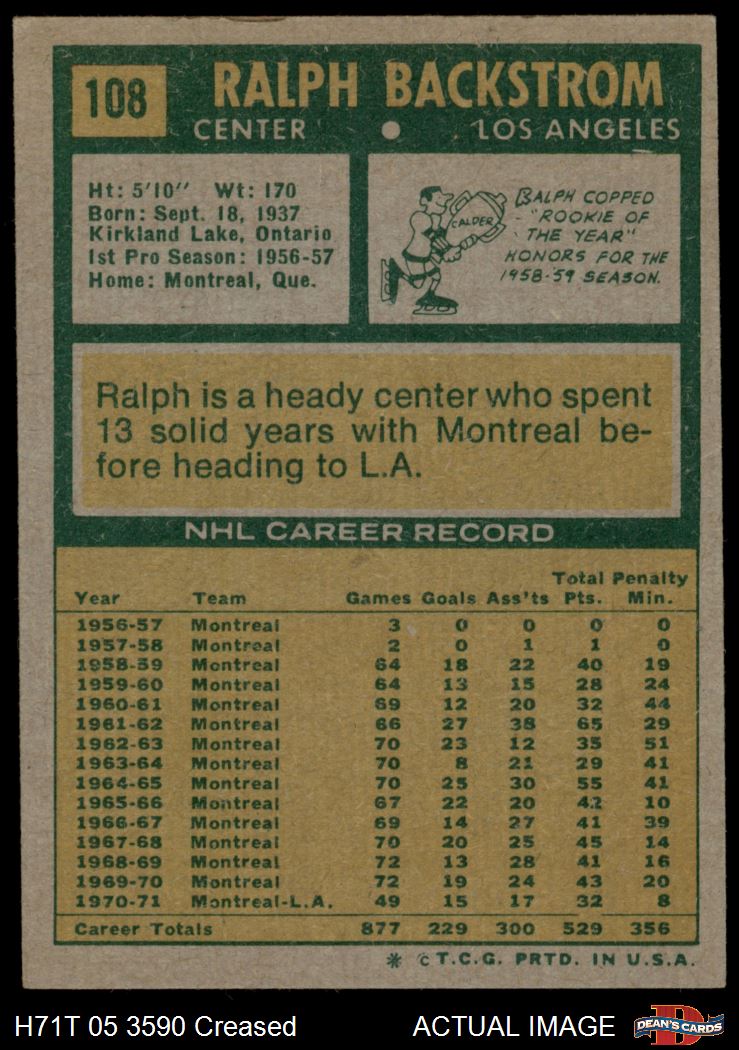 108
RALPH BACKSTROM
CENTER • LOS ANGELES
Ht: 5'10" Wt: 170
Born: Sept. 18, 1937
Kirkland Lake, Ontario
1st Pro Season: 1956-57
Home: Montreal, Que.
CALDER
RALPH COPPED
"ROOKIE OF
THE YEAR"
HONORS FOR THE
1958-59 SEASON.
Ralph is a heady center who spent
13 solid years with Montreal be-
fore heading to L.A.
NHL CAREER RECORD
Total Penalty
Year Team Games Goals Ass'ts Pts. Min.
1956-57 Montreal 3 0 0 0 0
1957-58 Montreal 2 0 1 1 0
1958-59 Montreal 64 18 22 40 19
1959-60 Montreal 64 13 15 28 24
1960-61 Montreal 69 12 20 32 44
1961-62 Montreal 66 27 38 65 29
1962-63 Montreal 70 23 12 35 51
1963-64 Montreal 70 8 21 29 41
1964-65 Montreal 70 25 30 55 41
1965-66 Montreal 67 22 20 42 10
1966-67 Montreal 69 14 27 41 39
1967-68 Montreal 70 20 25 45 14
1968-69 Montreal 72 13 28 41 16
1969-70 Montreal 72 19 24 43 20
1970-71 Montreal-L.A. 49 15 17 32 8
Career Totals 877 229 300 529 356
* © T.C.G. PRTD. IN U.S.A.
H71T 05 3590 Creased ACTUAL IMAGE
D
DEAN'S CARDS